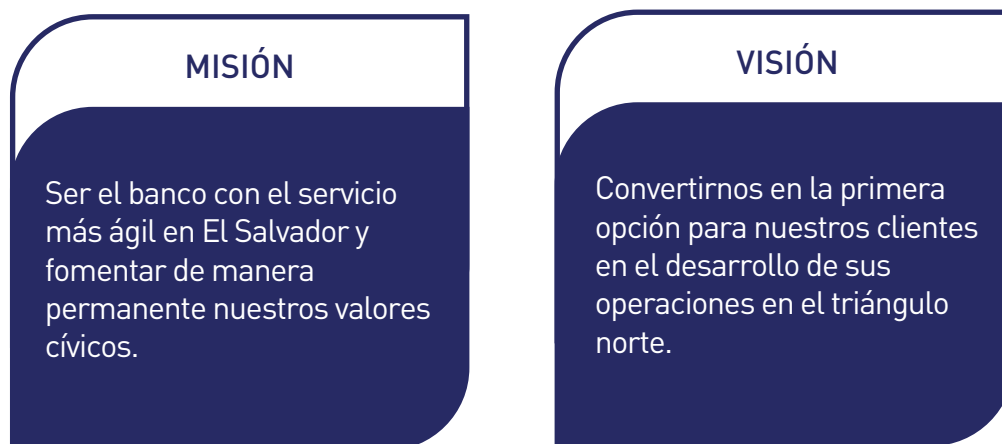 MISIÓN
Ser el banco con el servicio
más ágil en El Salvador y
fomentar de manera
permanente nuestros valores
cívicos.
VISIÓN
Convertirnos en la primera
opción para nuestros clientes
en el desarrollo de sus
operaciones en el triángulo
norte.